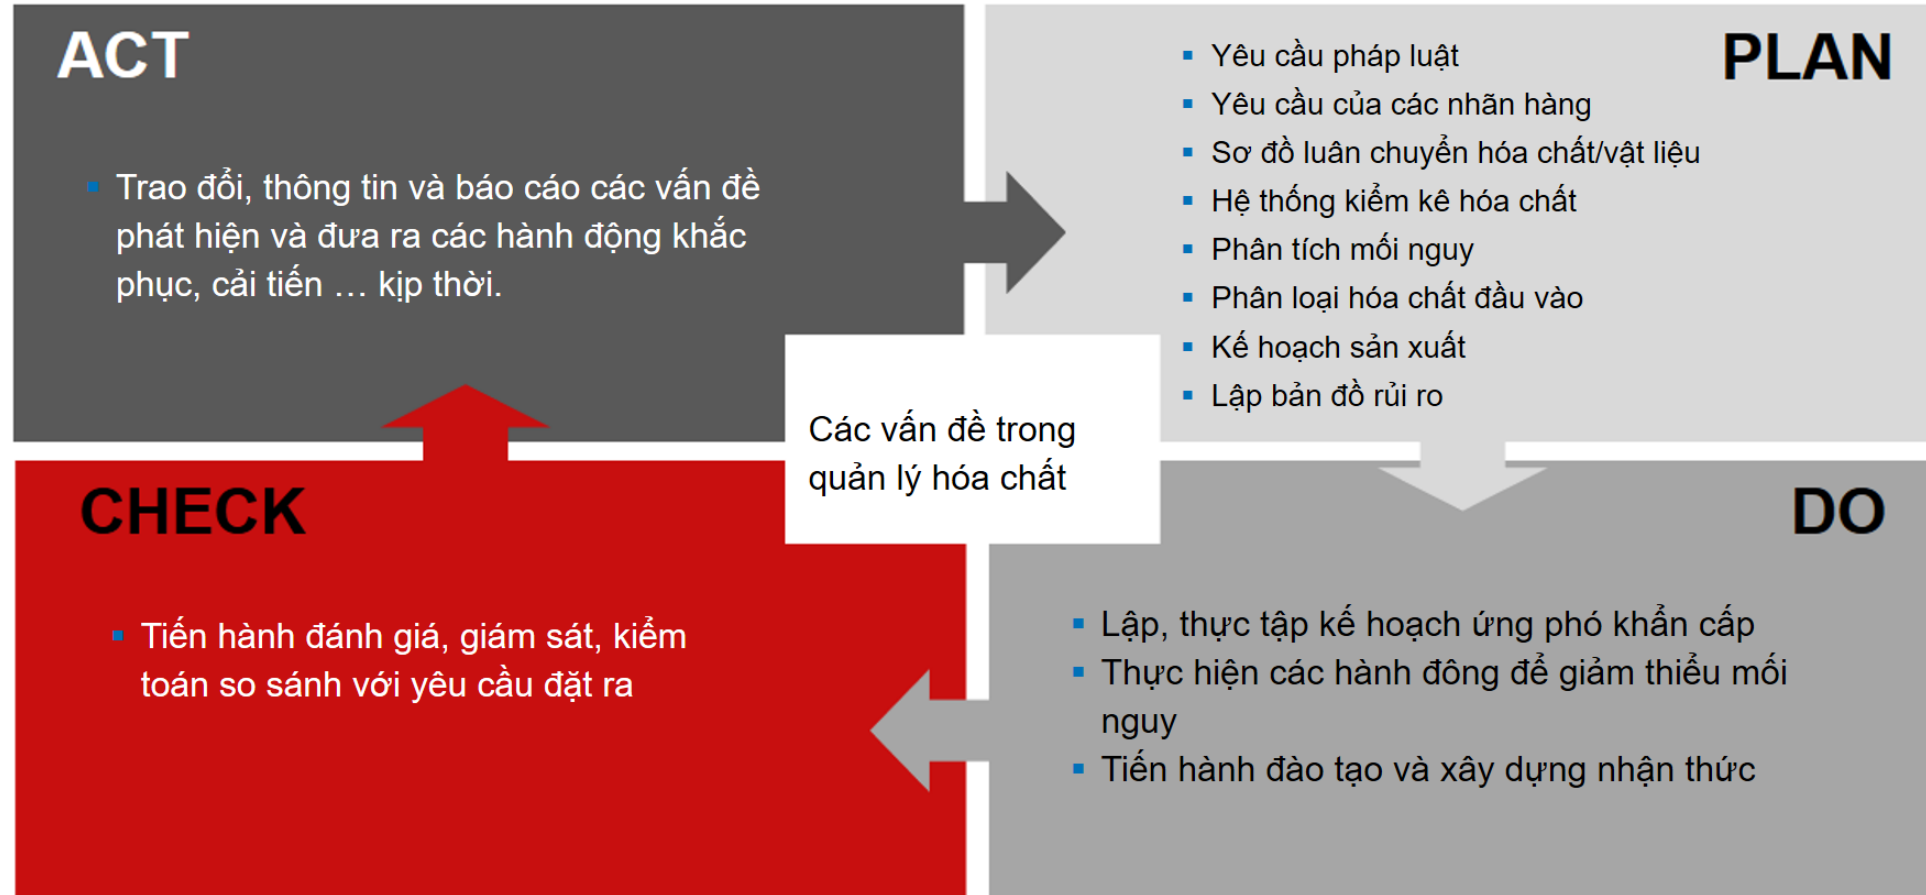 ACT
Trao đổi, thông tin và báo cáo các vấn đề
phát hiện và đưa ra các hành động khắc
phục, cải tiến … kịp thời.
PLAN
Yêu cầu pháp luật
Yêu cầu của các nhãn hàng
Sơ đồ luân chuyển hóa chất/vật liệu
Hệ thống kiểm kê hóa chất
Phân tích mối nguy
Phân loại hóa chất đầu vào
Kế hoạch sản xuất
Lập bản đồ rủi ro
Các vấn đề trong
quản lý hóa chất
CHECK
Tiến hành đánh giá, giám sát, kiểm
toán so sánh với yêu cầu đặt ra
DO
Lập, thực tập kế hoạch ứng phó khẩn cấp
Thực hiện các hành đông để giảm thiểu mối
nguy
Tiến hành đào tạo và xây dựng nhận thức